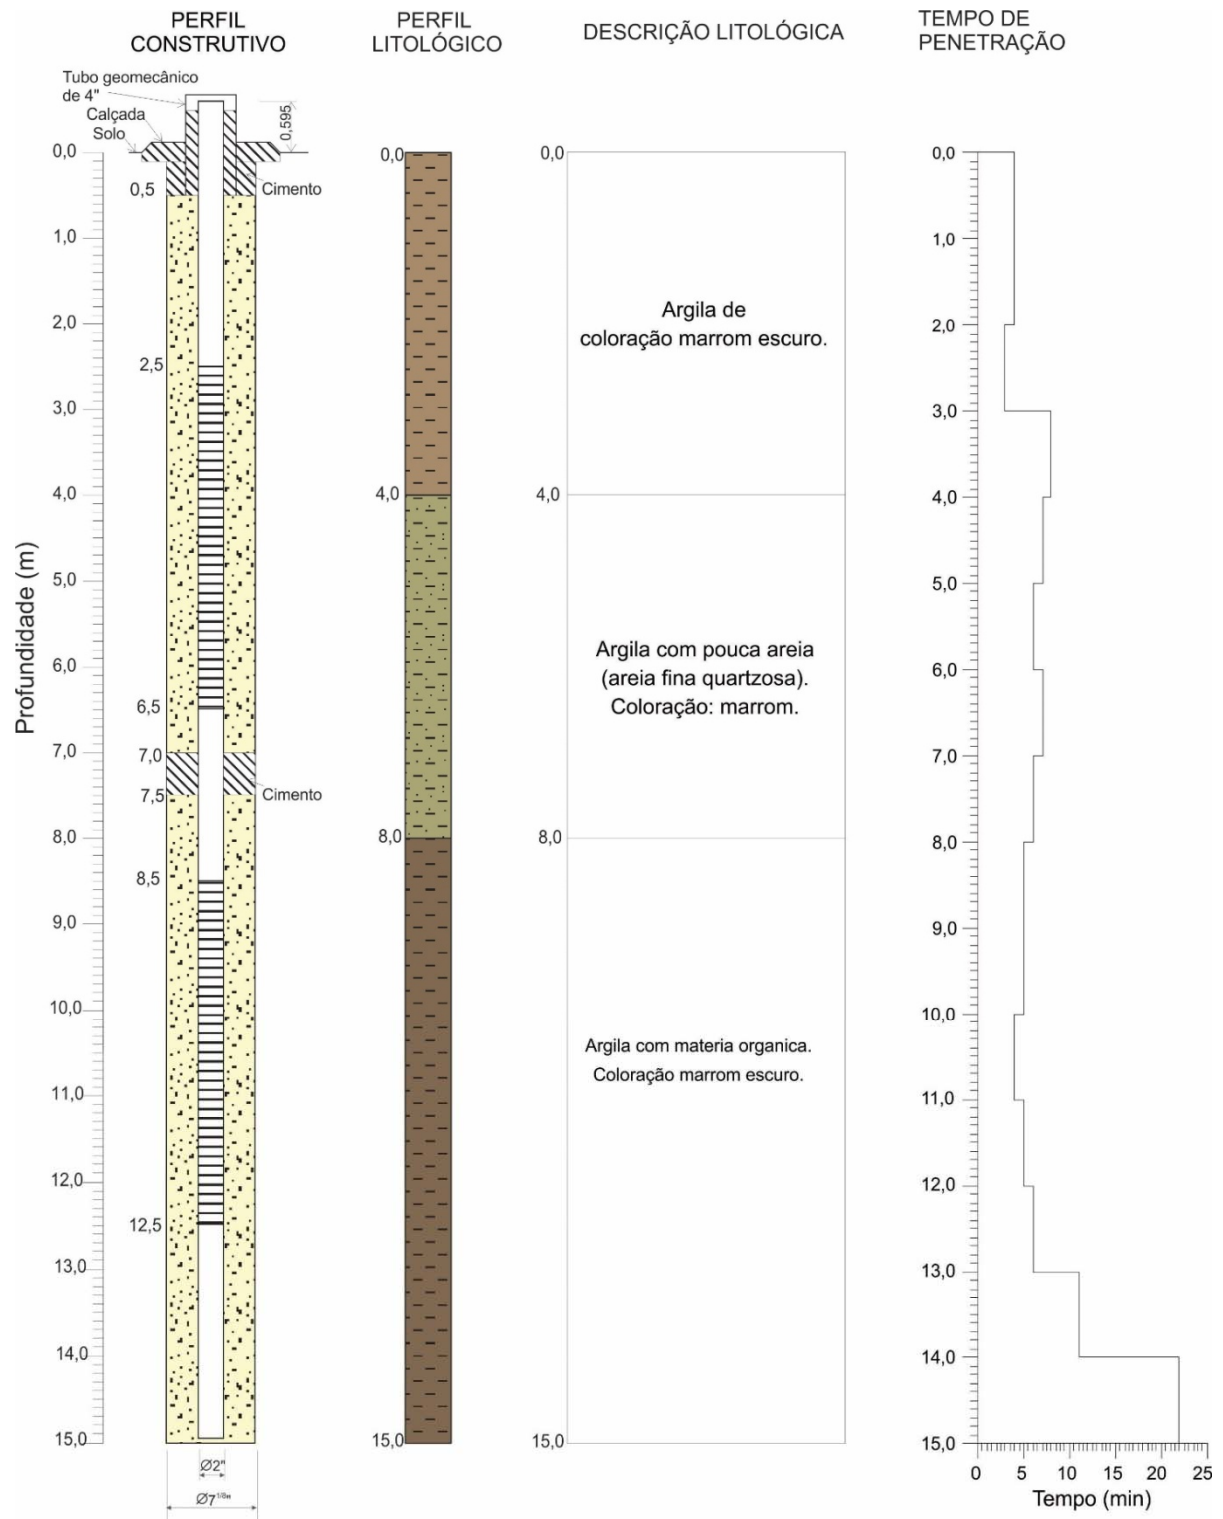 PERFIL
CONSTRUTIVO
PERFIL
LITOLÓGICO
DESCRIÇÃO LITOLÓGICA
TEMPO DE
PENETRAÇÃO
Tubo geomecânico
de 4"
Calçada
Solo
0,595
Cimento
Profundidade (m)
0,0
1,0
2,0
3,0
4,0
5,0
6,0
7,0
8,0
9,0
10,0
11,0
12,0
13,0
14,0
15,0
0,5
2,5
6,5
7,0
7,5
Cimento
8,5
12,5
Ø2"
Ø7 1/8"
0,0
4,0
8,0
15,0
0,0
Argila de
coloração marrom escuro.
4,0
Argila com pouca areia
(areia fina quartzosa).
Coloração: marrom.
8,0
Argila com materia organica.
Coloração marrom escuro.
15,0
0,0
1,0
2,0
3,0
4,0
5,0
6,0
7,0
8,0
9,0
10,0
11,0
12,0
13,0
14,0
15,0
0 5 10 15 20 25
Tempo (min)